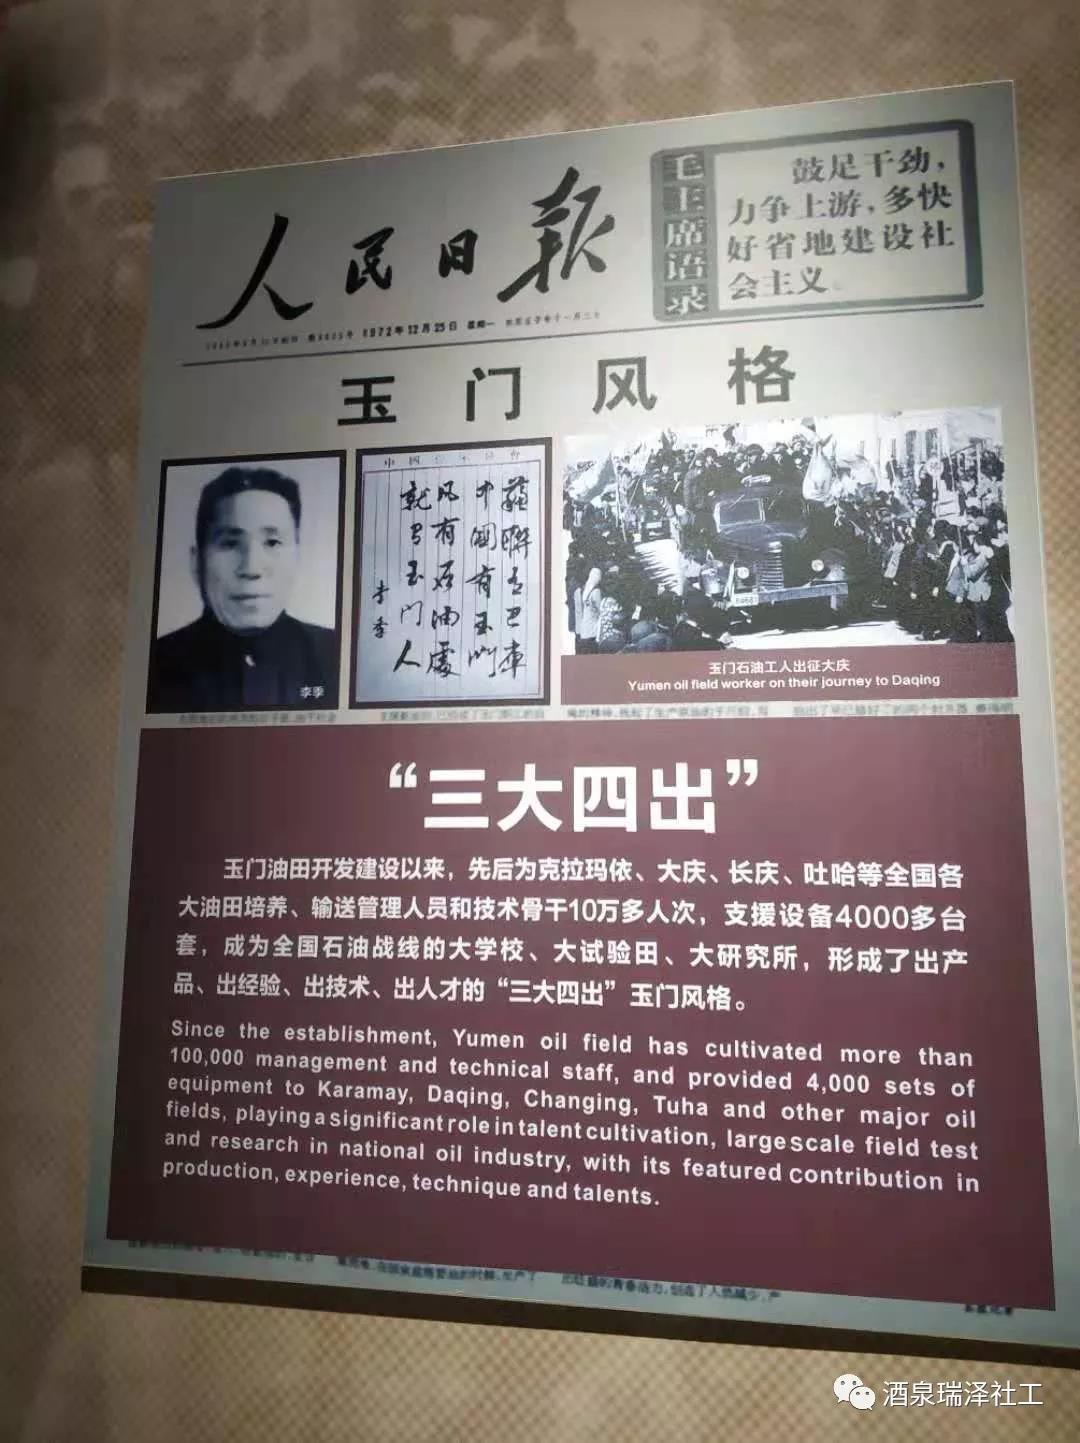 人民日报
1972年12月25日 星期一
毛主席语录
鼓足干劲，
力争上游，多快
好省地建设社
会主义。
玉门风格
李季
蘇聯有巴庫
中國有玉門
凡有石油處
就有玉门人
李季
玉门石油工人出征大庆
Yumen oil field worker on their journey to Daqing
“三大四出”
玉门油田开发建设以来，先后为克拉玛依、大庆、长庆、吐哈等全国各
大油田培养、输送管理人员和技术骨干10万多人次，支援设备4000多台
套，成为全国石油战线的大学校、大试验田、大研究所，形成了出产
品、出经验、出技术、出人才的“三大四出”玉门风格。
Since the establishment, Yumen oil field has cultivated more than
100,000 management and technical staff, and provided 4,000 sets of
equipment to Karamay, Daqing, Changing, Tuha and other major oil
fields, playing a significant role in talent cultivation, large scale field test
and research in national oil industry, with its featured contribution in
production, experience, technique and talents.
酒泉瑞泽社工